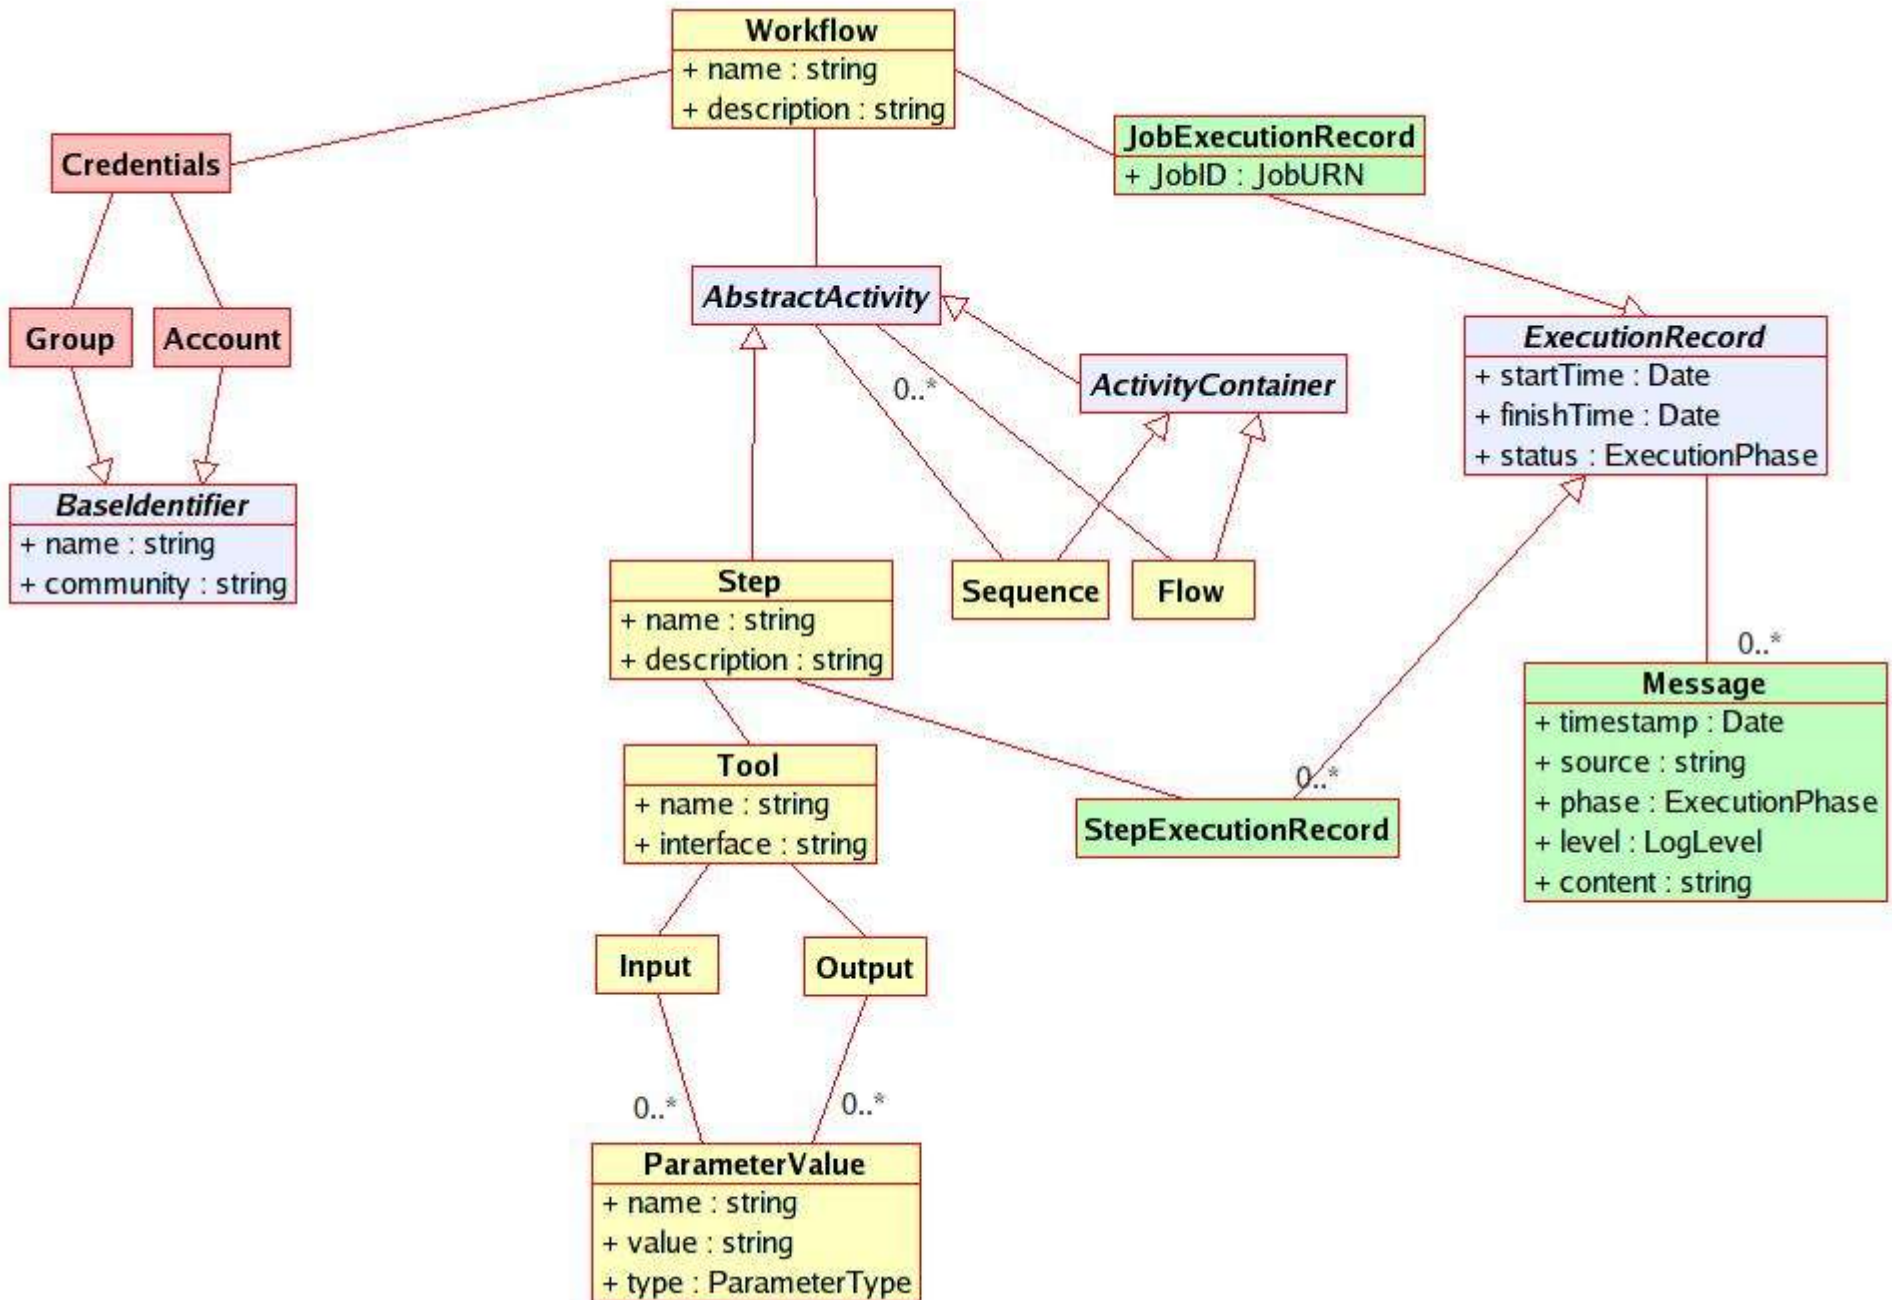 Workflow
+ name : string
+ description : string
JobExecutionRecord
+ JobID : JobURN
Credentials
AbstractActivity
Group
Account
ExecutionRecord
+ startTime : Date
+ finishTime : Date
+ status : ExecutionPhase
ActivityContainer
0..*
BaseIdentifier
+ name : string
+ community : string
Step
+ name : string
+ description : string
Sequence
Flow
0..*
Message
+ timestamp : Date
+ source : string
+ phase : ExecutionPhase
+ level : LogLevel
+ content : string
Tool
+ name : string
+ interface : string
0..*
StepExecutionRecord
Input
Output
0..*
0..*
ParameterValue
+ name : string
+ value : string
+ type : ParameterType